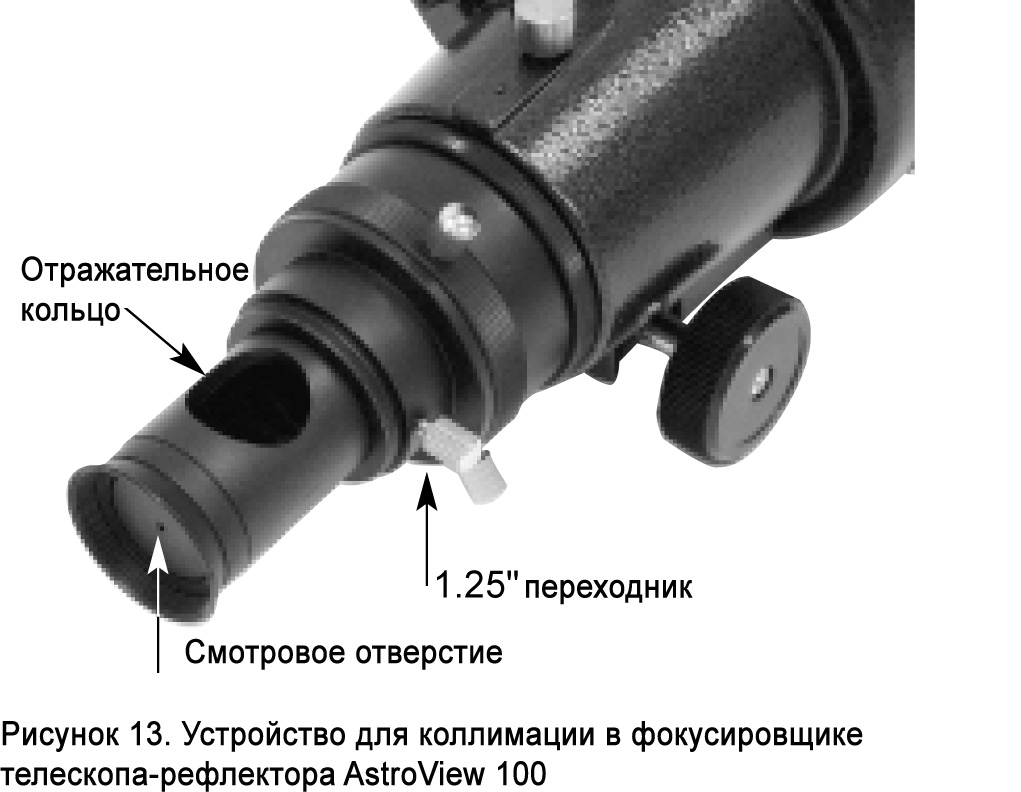 Отражательное
кольцо
1.25" переходник
Смотровое отверстие
Рисунок 13. Устройство для коллимации в фокусировщике
телескопа-рефлектора AstroView 100